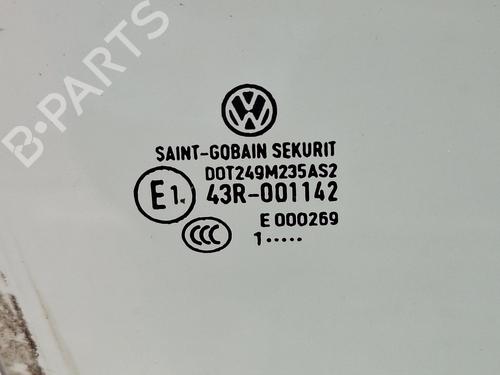 B-PARTS
SAINT-GOBAIN SEKURIT
DOT249M235AS2
E1. 43R-001142
E 000269
CCC
1·····